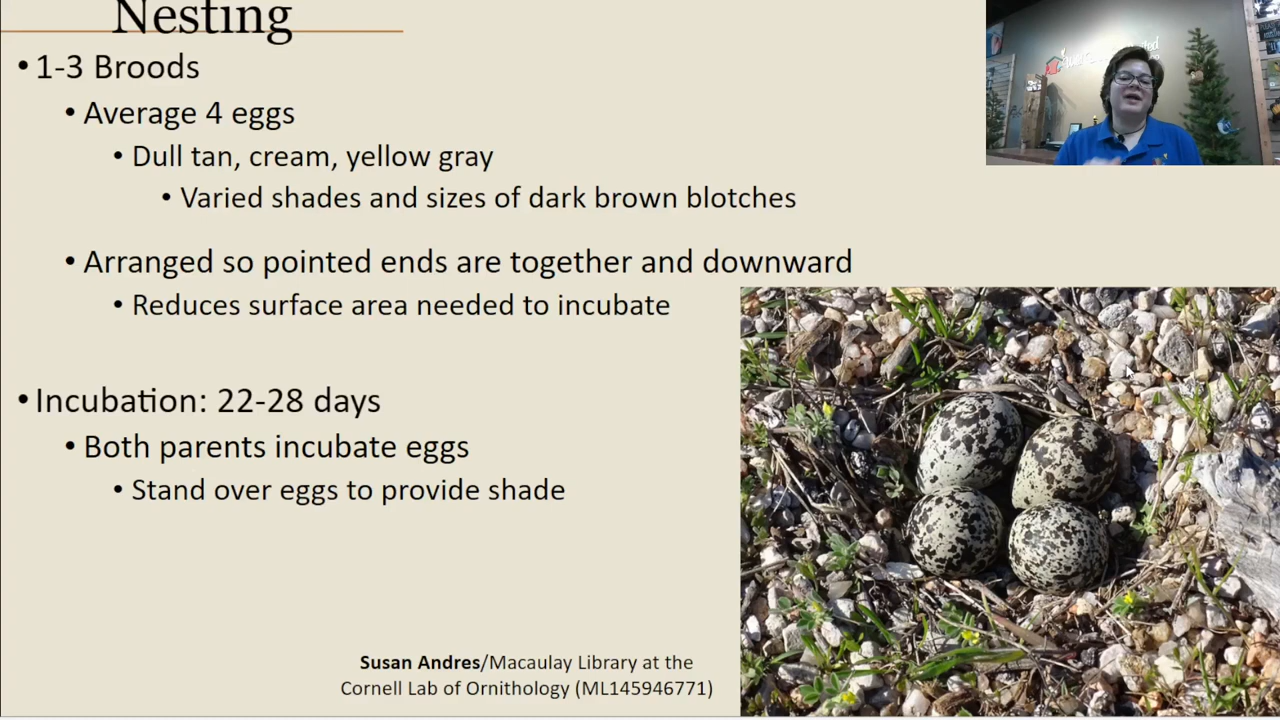 Nesting
• 1-3 Broods
• Average 4 eggs
• Dull tan, cream, yellow gray
• Varied shades and sizes of dark brown blotches
• Arranged so pointed ends are together and downward
• Reduces surface area needed to incubate
• Incubation: 22-28 days
• Both parents incubate eggs
• Stand over eggs to provide shade
Susan Andres/Macaulay Library at the
Cornell Lab of Ornithology (ML145946771)